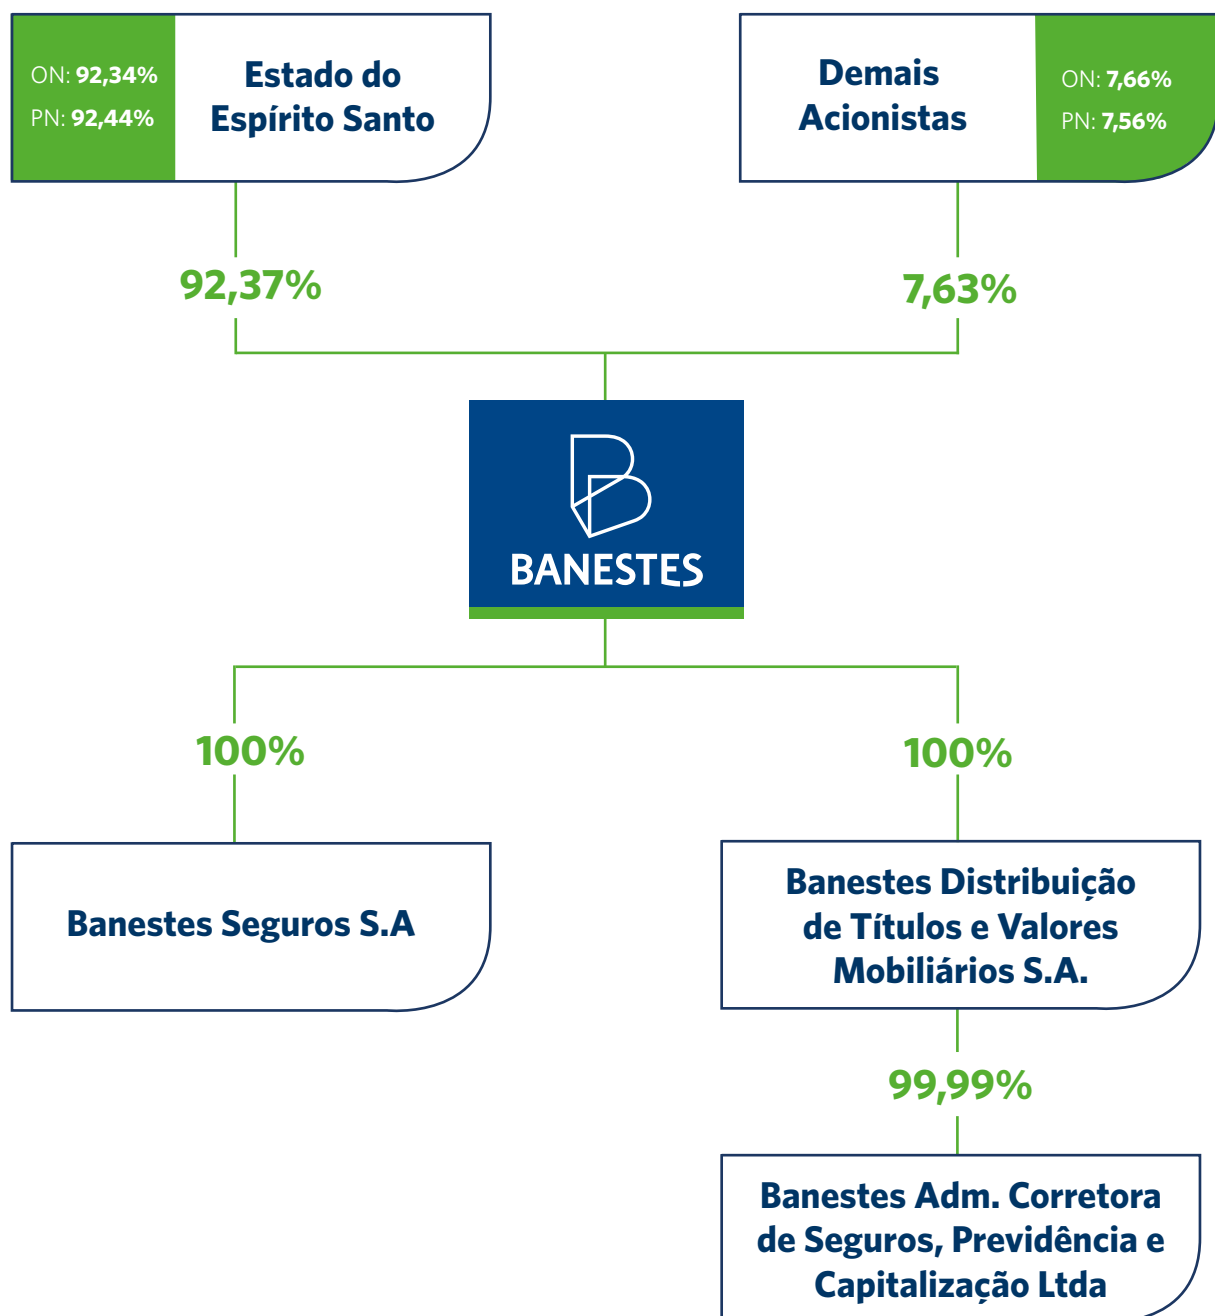 ON: 92,34%
PN: 92,44%
Estado do
Espírito Santo
Demais
Acionistas
ON: 7,66%
PN: 7,56%
92,37%
7,63%
BANESTES
100%
100%
Banestes Seguros S.A
Banestes Distribuição
de Títulos e Valores
Mobiliários S.A.
99,99%
Banestes Adm. Corretora
de Seguros, Previdência e
Capitalização Ltda